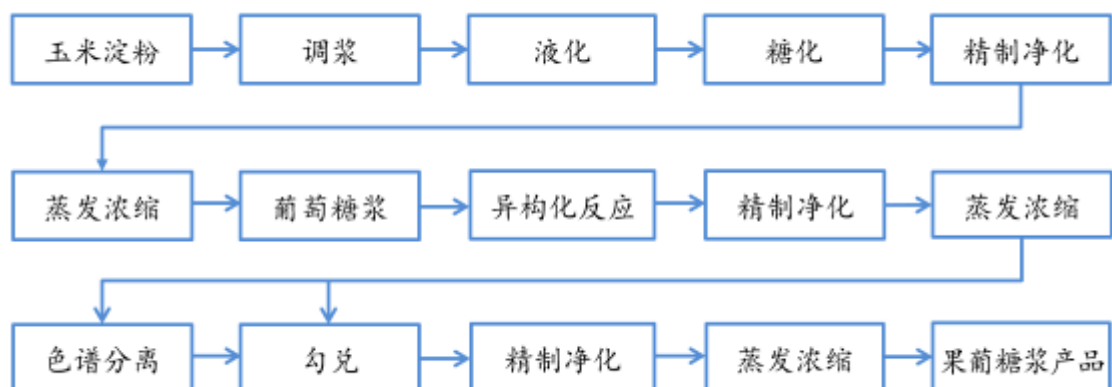 玉米淀粉
调浆
液化
糖化
精制净化
蒸发浓缩
葡萄糖浆
异构化反应
精制净化
蒸发浓缩
色谱分离
勾兑
精制净化
蒸发浓缩
果葡糖浆产品